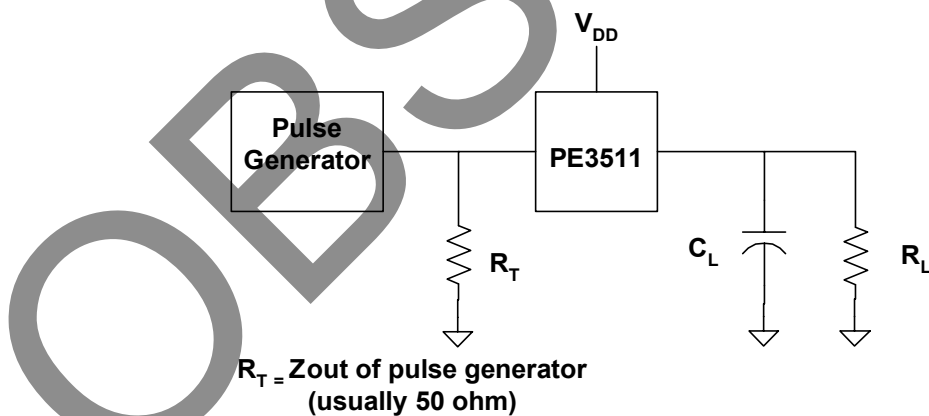 V_DD
Pulse
Generator
PE3511
R_T
C_L
R_L
R_T = Zout of pulse generator
(usually 50 ohm)
OBS